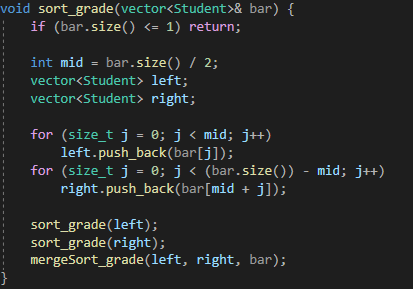 void sort_grade(vector<Student>& bar) {
    if (bar.size() <= 1) return;
    int mid = bar.size() / 2;
    vector<Student> left;
    vector<Student> right;
    for (size_t j = 0; j < mid; j++)
        left.push_back(bar[j]);
    for (size_t j = 0; j < (bar.size()) - mid; j++)
        right.push_back(bar[mid + j]);
    sort_grade(left);
    sort_grade(right);
    mergeSort_grade(left, right, bar);
}